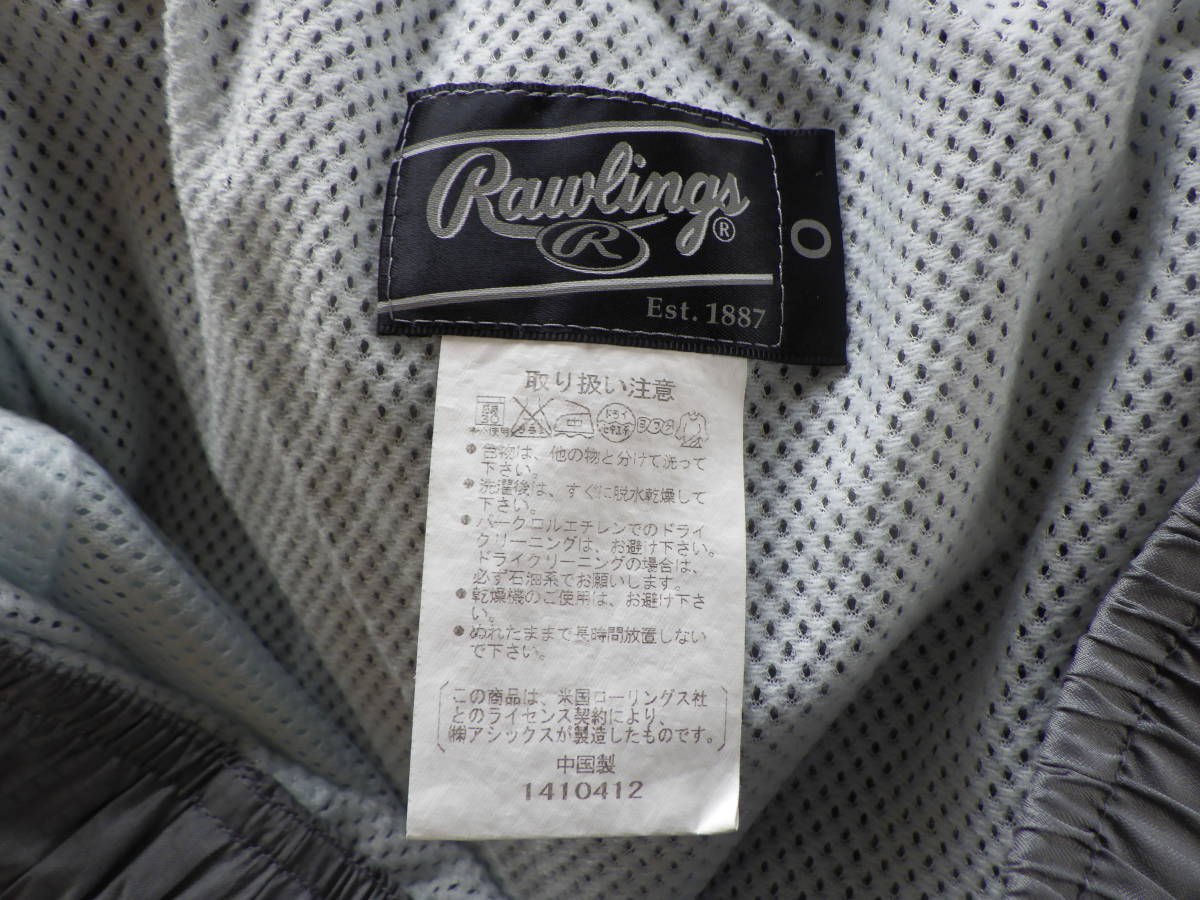 Rawlings®
R
O
Est. 1887
取り扱い注意
ドライ
セキユ系
色物は、他の物と分けて洗って
下さい。
洗濯後は、すぐに脱水乾燥して
下さい。
パークロルエチレンでのドライ
クリーニングは、お避け下さい。
ドライクリーニングの場合は、
必ず石油系でお願いします。
乾燥機のご使用は、お避け下さ
い。
ぬれたままで長時間放置しない
で下さい。
この商品は、米国ローリングス社
とのライセンス契約により、
㈱アシックスが製造したものです。
中国製
1410412